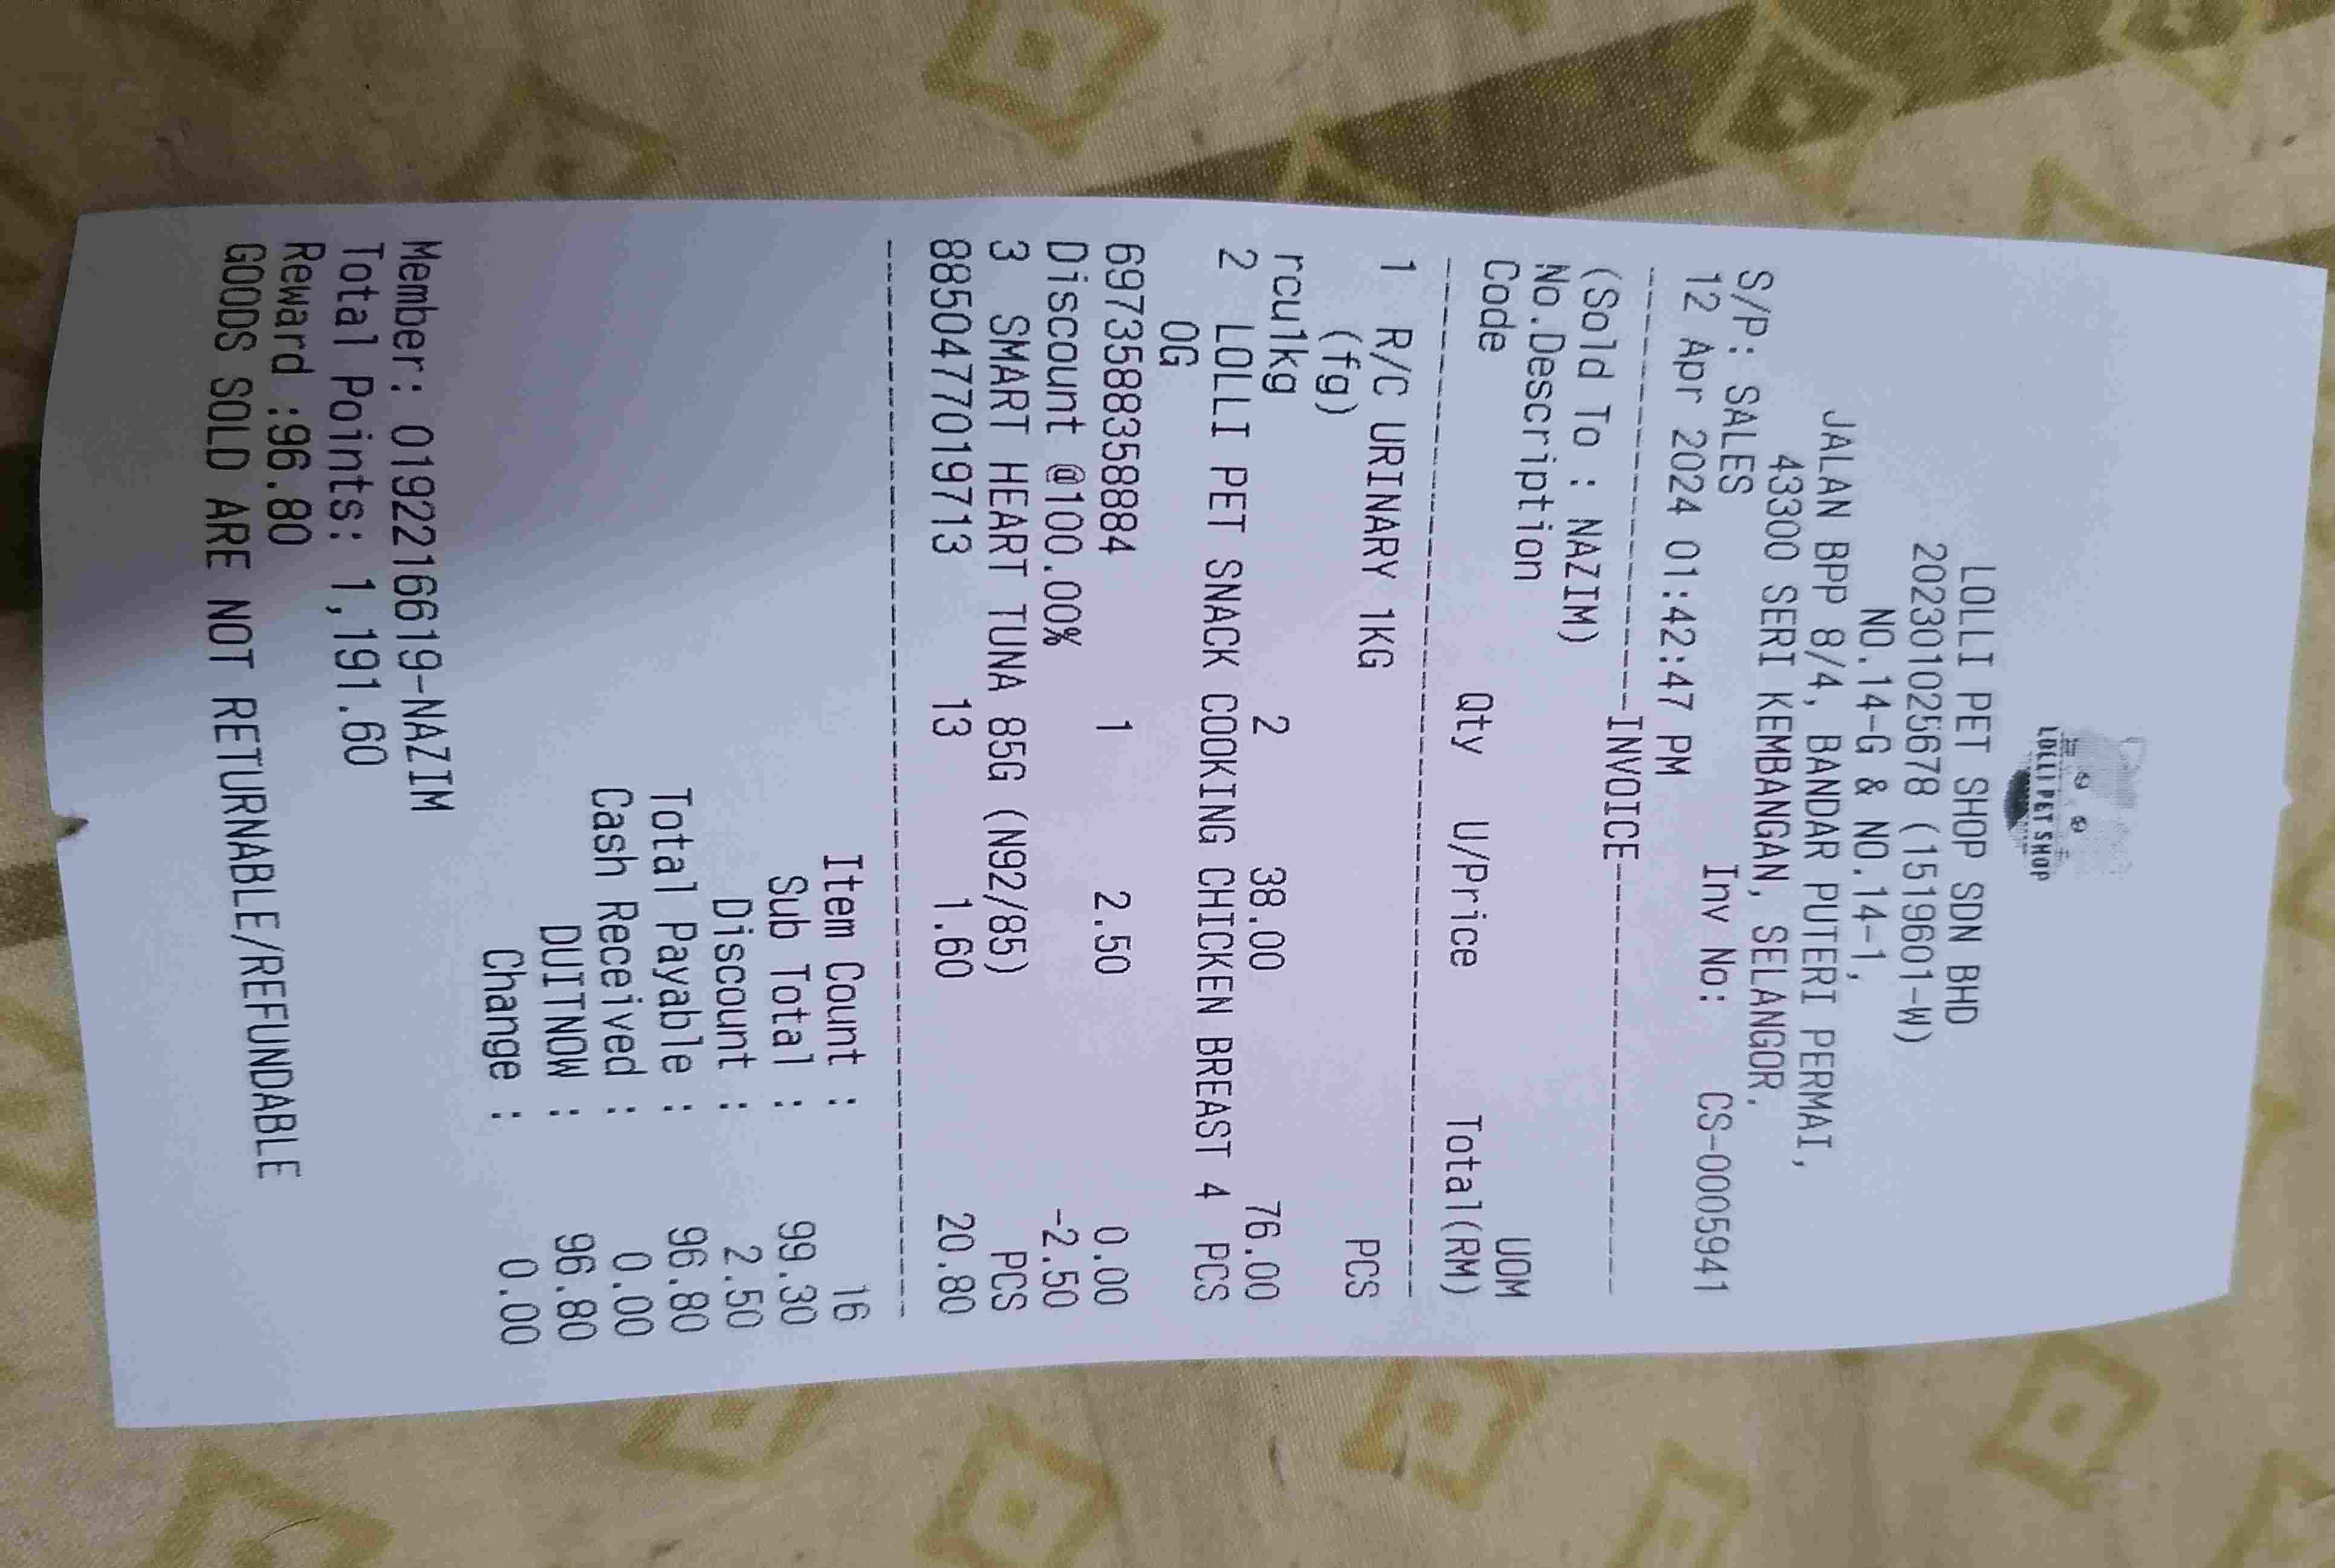 LOLLI PET SHOP
LOLLI PET SHOP SDN BHD
202301025678 (1519601-W)
NO.14-G & NO.14-1,
JALAN BPP 8/4, BANDAR PUTERI PERMAI,
43300 SERI KEMBANGAN, SELANGOR.
S/P: SALES Inv No: CS-0005941
12 Apr 2024 01:42:47 PM
--------------------INVOICE--------------------
(Sold To : NAZIM)
No.Description UOM
Code Qty U/Price Total(RM)
-----------------------------------------------
1 R/C URINARY 1KG PCS
(fg)
rcu1kg 2 38.00 76.00
2 LOLLI PET SNACK COOKING CHICKEN BREAST 4 PCS
0G
6973588358884 1 2.50 0.00
Discount @100.00% -2.50
3 SMART HEART TUNA 85G (N92/85) PCS
8850477019713 13 1.60 20.80
-----------------------------------------------
Item Count : 16
Sub Total : 99.30
Discount : 2.50
Total Payable : 96.80
Cash Received : 0.00
DUITNOW : 96.80
Change : 0.00
Member: 0192216619-NAZIM
Total Points: 1,191.60
Reward :96.80
GOODS SOLD ARE NOT RETURNABLE/REFUNDABLE